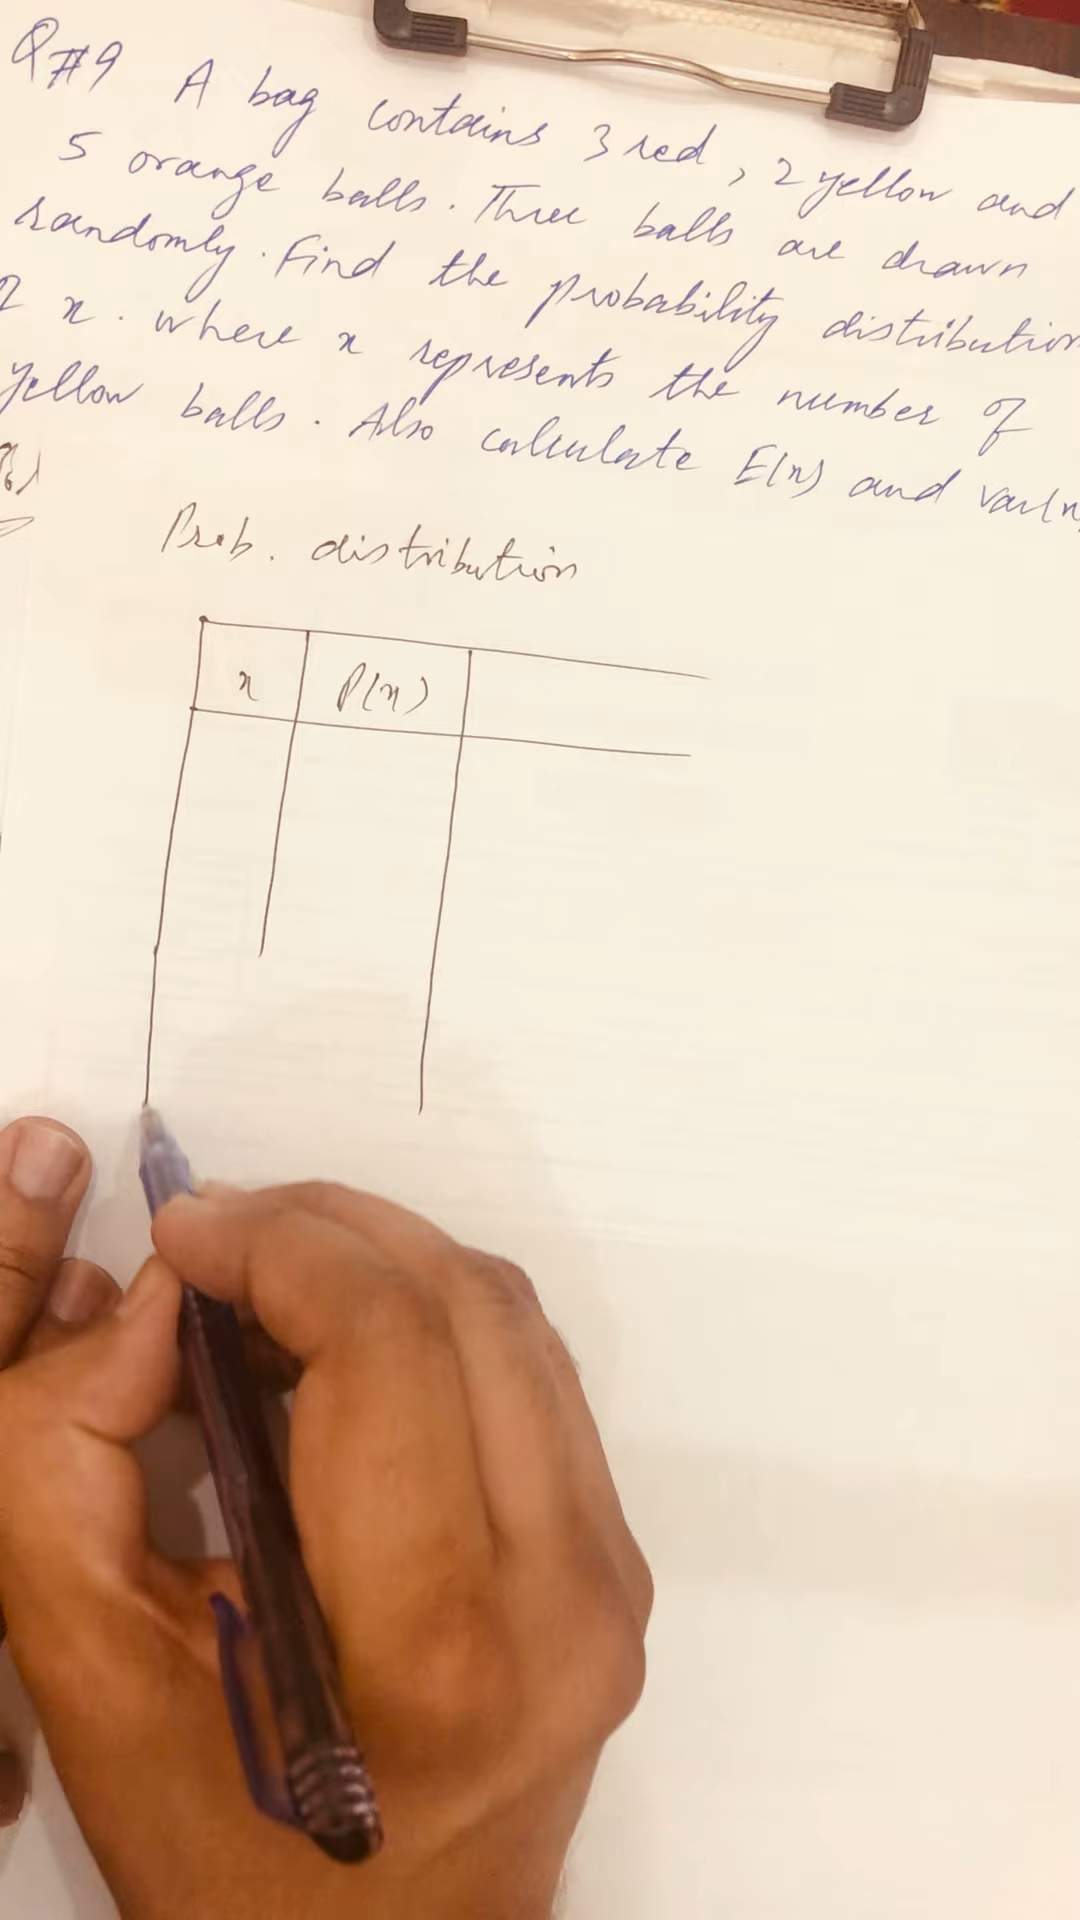 Q#9 A bag contains 3 red, 2 yellow and
5 orange balls. Three balls are drawn
randomly. Find the probability distribution
x. where x represents the number of
yellow balls. Also calculate E(x) and var(x
Prob. distribution
x P(x)